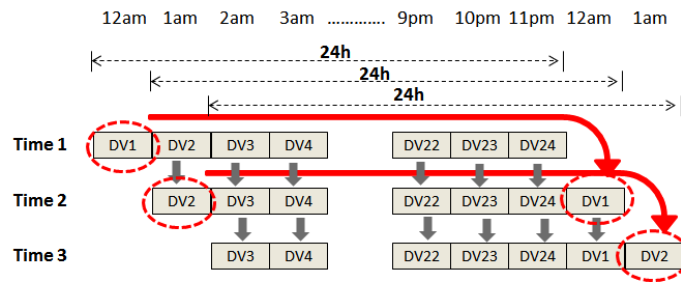 12am 1am 2am 3am ............. 9pm 10pm 11pm 12am 1am
24h
24h
24h
Time 1 DV1 DV2 DV3 DV4 DV22 DV23 DV24
Time 2 DV2 DV3 DV4 DV22 DV23 DV24 DV1
Time 3 DV3 DV4 DV22 DV23 DV24 DV1 DV2